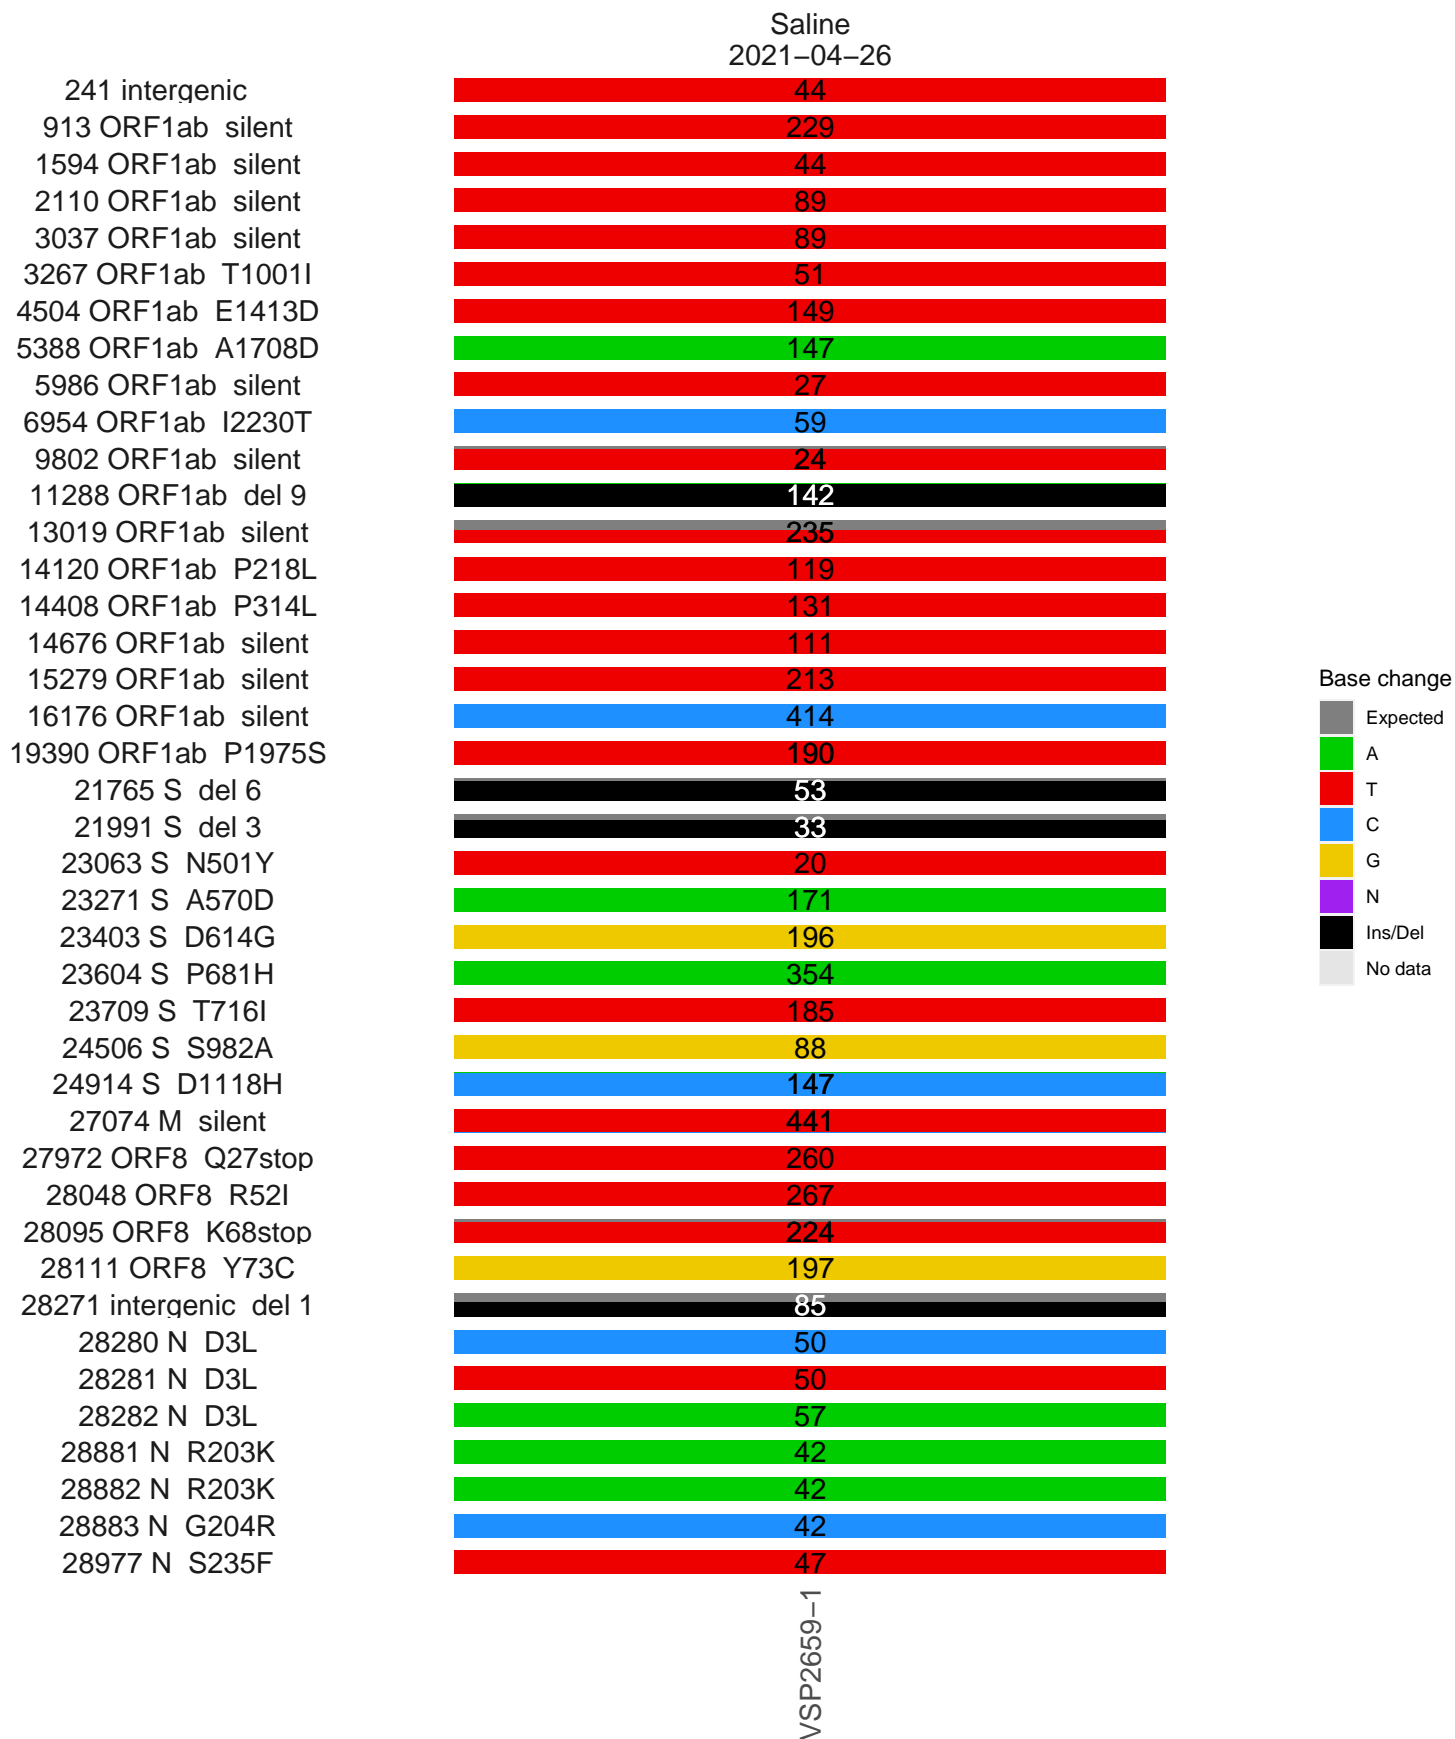 Saline
2021−04−26
241 intergenic 44
913 ORF1ab silent 229
1594 ORF1ab silent 44
2110 ORF1ab silent 89
3037 ORF1ab silent 89
3267 ORF1ab T1001I 51
4504 ORF1ab E1413D 149
5388 ORF1ab A1708D 147
5986 ORF1ab silent 27
6954 ORF1ab I2230T 59
9802 ORF1ab silent 24
11288 ORF1ab del 9 142
13019 ORF1ab silent 235
14120 ORF1ab P218L 119
14408 ORF1ab P314L 131
14676 ORF1ab silent 111
15279 ORF1ab silent 213
16176 ORF1ab silent 414
19390 ORF1ab P1975S 190
21765 S del 6 53
21991 S del 3 33
23063 S N501Y 20
23271 S A570D 171
23403 S D614G 196
23604 S P681H 354
23709 S T716I 185
24506 S S982A 88
24914 S D1118H 147
27074 M silent 441
27972 ORF8 Q27stop 260
28048 ORF8 R52I 267
28095 ORF8 K68stop 224
28111 ORF8 Y73C 197
28271 intergenic del 1 85
28280 N D3L 50
28281 N D3L 50
28282 N D3L 57
28881 N R203K 42
28882 N R203K 42
28883 N G204R 42
28977 N S235F 47
VSP2659−1
Base change
Expected
A
T
C
G
N
Ins/Del
No data